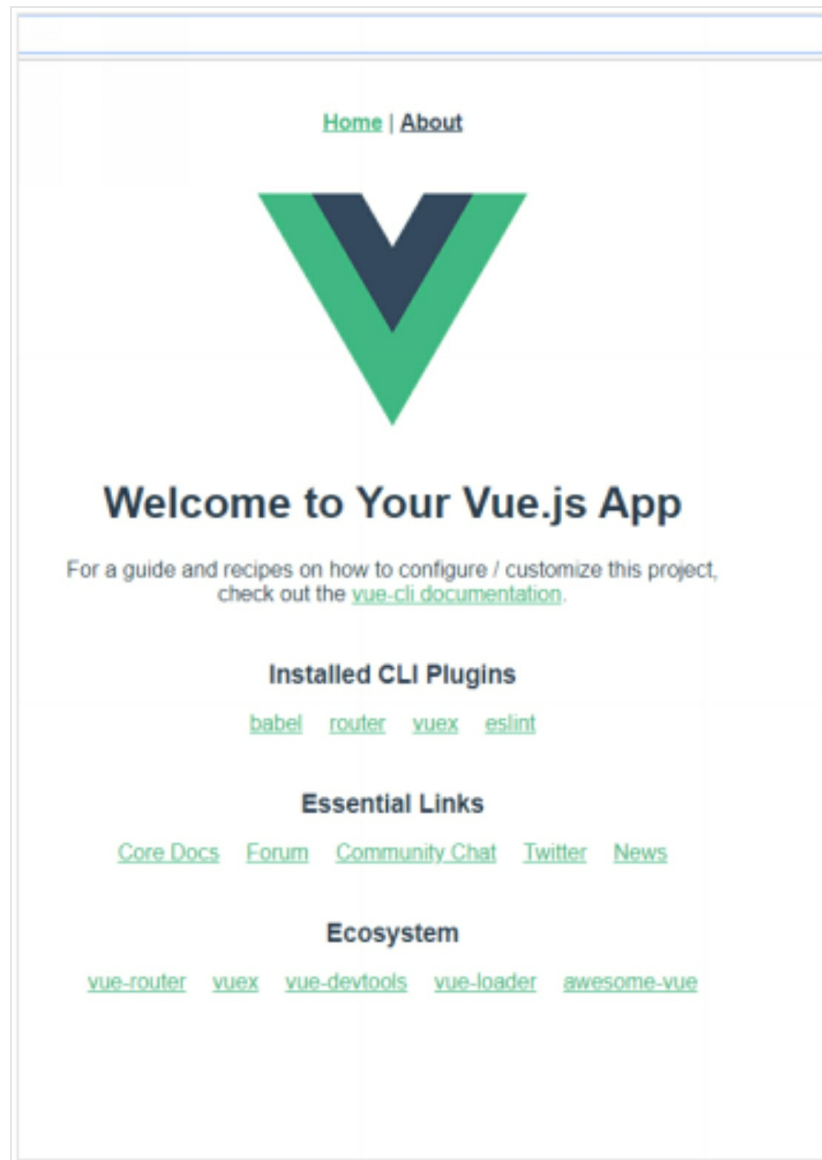 Home | About
Welcome to Your Vue.js App
For a guide and recipes on how to configure / customize this project,
check out the vue-cli documentation.
Installed CLI Plugins
babel router vuex eslint
Essential Links
Core Docs Forum Community Chat Twitter News
Ecosystem
vue-router vuex vue-devtools vue-loader awesome-vue